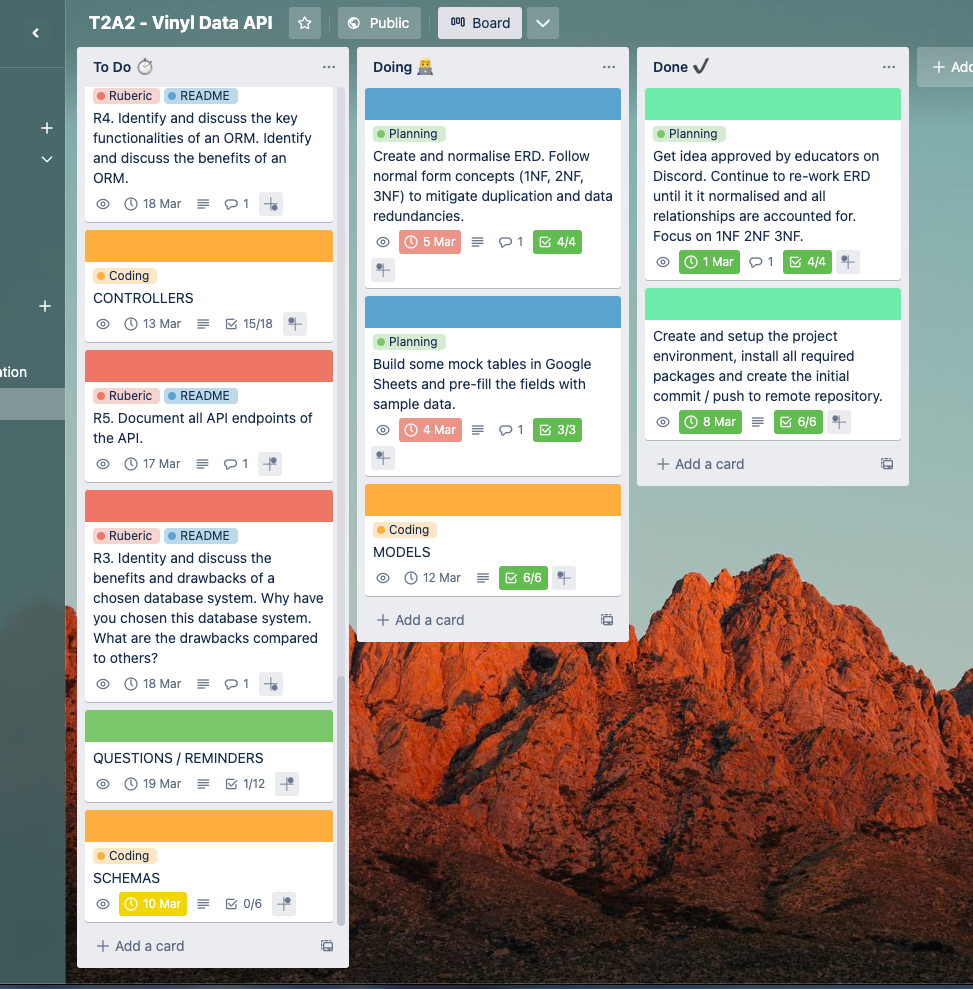 T2A2 - Vinyl Data API
Public
Board
ation
To Do
Ruberic README
R4. Identify and discuss the key
functionalities of an ORM. Identify
and discuss the benefits of an
ORM.
18 Mar 1
Coding
CONTROLLERS
13 Mar 15/18
Ruberic README
R5. Document all API endpoints of
the API.
17 Mar 1
Ruberic README
R3. Identity and discuss the
benefits and drawbacks of a
chosen database system. Why have
you chosen this database system.
What are the drawbacks compared
to others?
18 Mar 1
QUESTIONS / REMINDERS
19 Mar 1/12
Coding
SCHEMAS
10 Mar 0/6
Add a card
Doing
Planning
Create and normalise ERD. Follow
normal form concepts (1NF, 2NF,
3NF) to mitigate duplication and data
redundancies.
5 Mar 1 4/4
Planning
Build some mock tables in Google
Sheets and pre-fill the fields with
sample data.
4 Mar 1 3/3
Coding
MODELS
12 Mar 6/6
Add a card
Done
Planning
Get idea approved by educators on
Discord. Continue to re-work ERD
until it it normalised and all
relationships are accounted for.
Focus on 1NF 2NF 3NF.
1 Mar 1 4/4
Create and setup the project
environment, install all required
packages and create the initial
commit / push to remote repository.
8 Mar 6/6
Add a card
Add